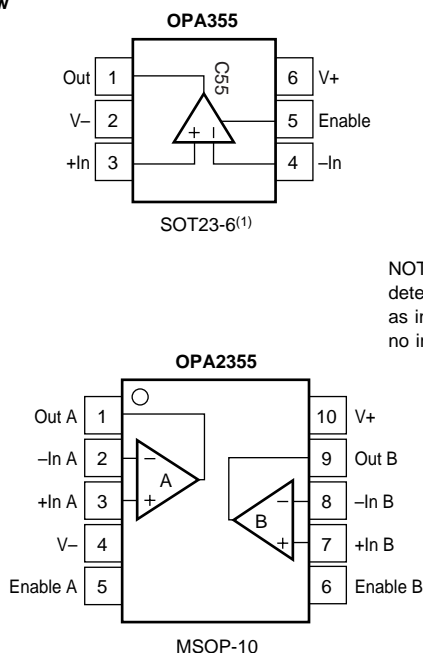 w
OPA355
Out 1
V– 2
+In 3
C55
6 V+
5 Enable
4 –In
+ –
SOT23-6(1)
NOT
dete
as in
no in
OPA2355
Out A 1
–In A 2
+In A 3
V– 4
Enable A 5
– A +
– B +
10 V+
9 Out B
8 –In B
7 +In B
6 Enable B
MSOP-10